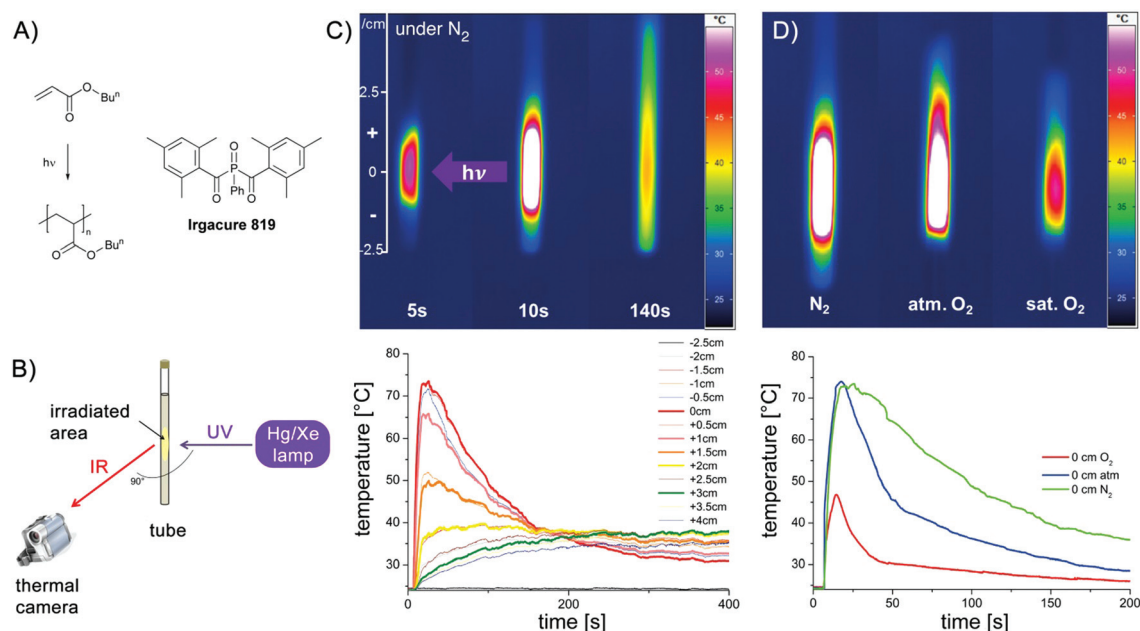 A)
O
Buⁿ
O
hν
n
O
O
Buⁿ
O
P
Ph
O
O
Irgacure 819
B)
irradiated
area
UV
Hg/Xe
lamp
IR
90°
tube
thermal
camera
C)
/cm
under N₂
2.5
+
0
-
-2.5
hν
5s
10s
140s
°C
50
45
40
35
30
25
temperature [°C]
80
70
60
50
40
30
0
200
400
time [s]
-2.5cm
-2cm
-1.5cm
-1cm
-0.5cm
0cm
+0.5cm
+1cm
+1.5cm
+2cm
+2.5cm
+3cm
+3.5cm
+4cm
D)
N₂
atm. O₂
sat. O₂
°C
50
45
40
35
30
25
temperature [°C]
80
70
60
50
40
30
0
50
100
150
200
time [s]
0 cm O₂
0 cm atm
0 cm N₂